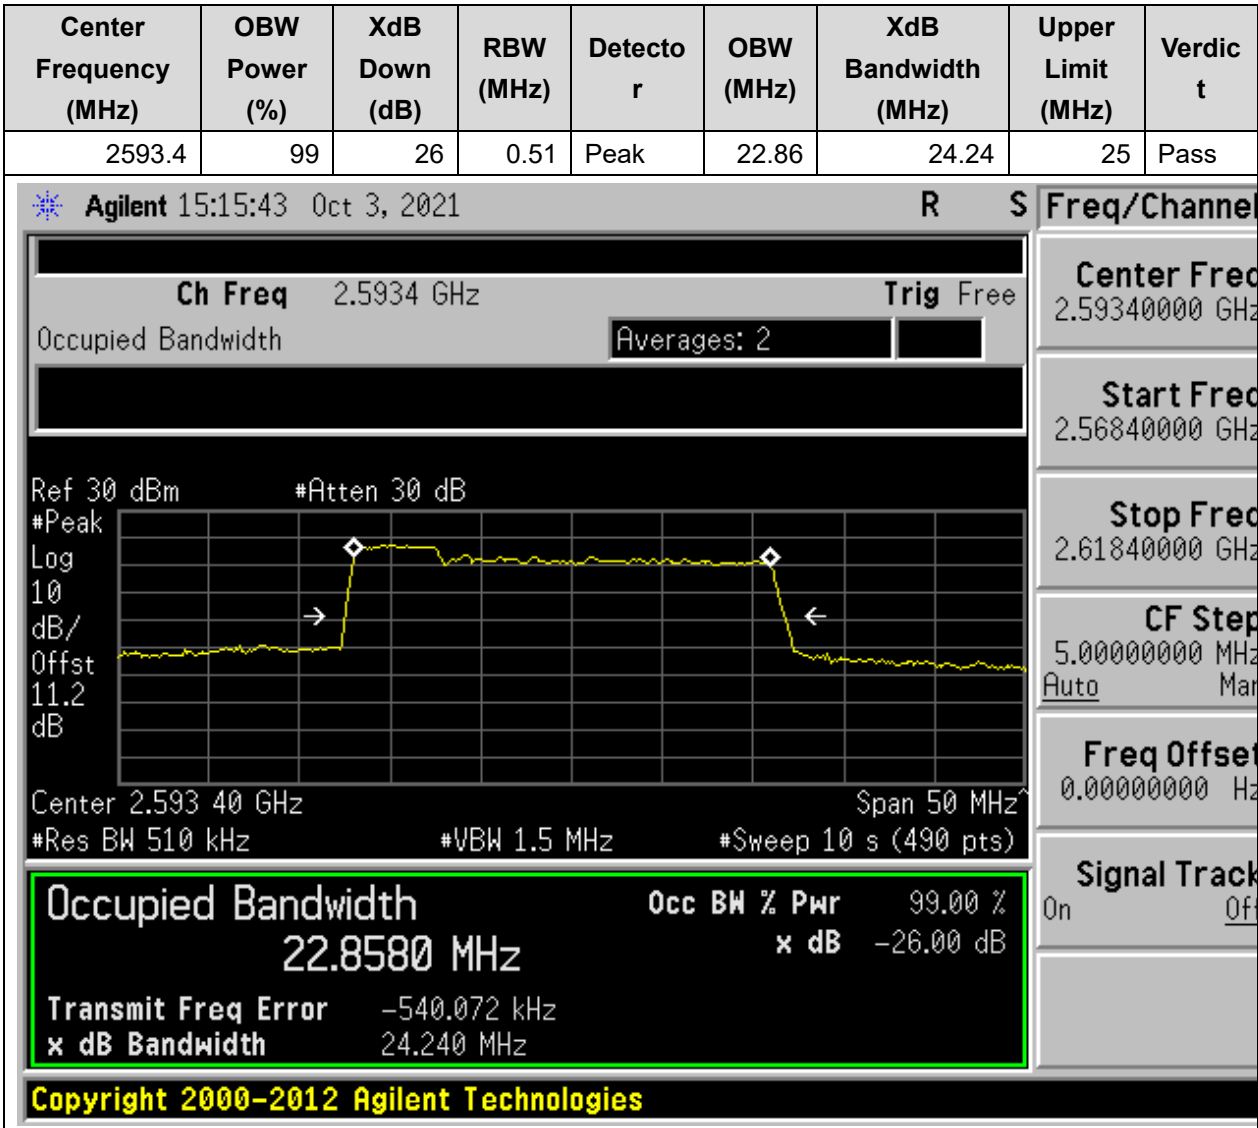 Center Frequency (MHz) OBW Power (%) XdB Down (dB) RBW (MHz) Detector OBW (MHz) XdB Bandwidth (MHz) Upper Limit (MHz) Verdict
2593.4 99 26 0.51 Peak 22.86 24.24 25 Pass
Agilent 15:15:43 Oct 3, 2021 R S
Freq/Channel
Ch Freq 2.5934 GHz Trig Free
Occupied Bandwidth Averages: 2
Center Freq
2.59340000 GHz
Start Freq
2.56840000 GHz
Stop Freq
2.61840000 GHz
CF Step
5.00000000 MHz
Auto Man
Freq Offset
0.00000000 Hz
Signal Track
On Off
Ref 30 dBm #Atten 30 dB
#Peak
Log
10
dB/
Offst
11.2
dB
Center 2.593 40 GHz Span 50 MHz^
#Res BW 510 kHz #VBW 1.5 MHz #Sweep 10 s (490 pts)
Occupied Bandwidth Occ BW % Pwr 99.00 %
22.8580 MHz x dB -26.00 dB
Transmit Freq Error -540.072 kHz
x dB Bandwidth 24.240 MHz
Copyright 2000-2012 Agilent Technologies